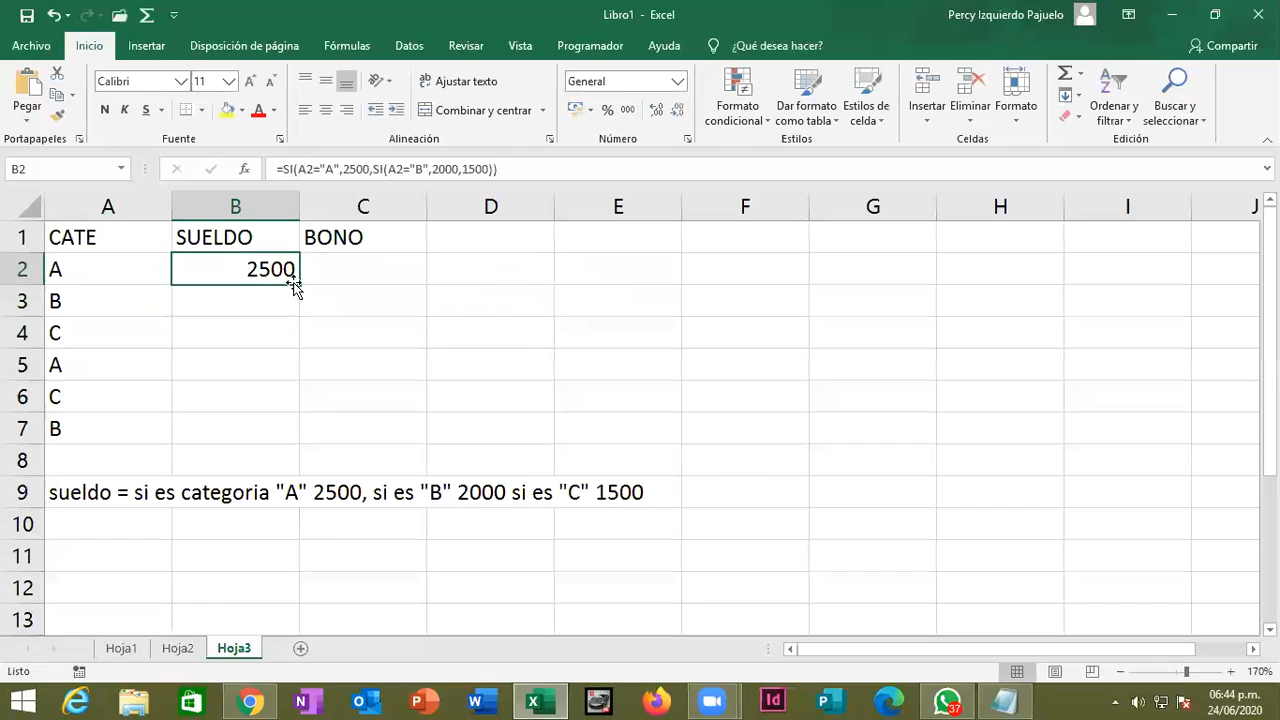 Libro1 - Excel
Percy Izquierdo Pajuelo
Archivo Inicio Insertar Disposición de página Fórmulas Datos Revisar Vista Programador Ayuda ¿Qué desea hacer? Compartir
Pegar
Calibri 11
N K S
A
Ajustar texto
Combinar y centrar
General
% 000
Formato condicional
Dar formato como tabla
Estilos de celda
Insertar
Eliminar
Formato
Ordenar y filtrar
Buscar y seleccionar
Portapapeles Fuente Alineación Número Estilos Celdas Edición
B2 fx =SI(A2="A",2500,SI(A2="B",2000,1500))
A B C D E F G H I J
1 CATE SUELDO BONO
2 A 2500
3 B
4 C
5 A
6 C
7 B
8
9 sueldo = si es categoria "A" 2500, si es "B" 2000 si es "C" 1500
10
11
12
13
Hoja1 Hoja2 Hoja3
Listo 170%
37
06:44 p.m.
24/06/2020